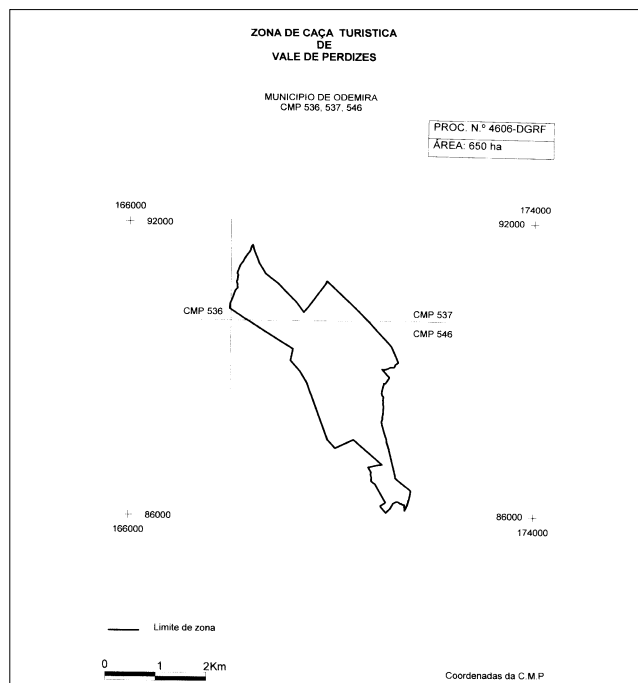 ZONA DE CAÇA TURISTICA
DE
VALE DE PERDIZES
MUNICIPIO DE ODEMIRA
CMP 536, 537, 546
PROC. N.º 4606-DGRF
ÁREA: 650 ha
166000
92000
174000
92000
CMP 536
CMP 537
CMP 546
86000
166000
86000
174000
Limite de zona
0 1 2Km
Coordenadas da C.M.P